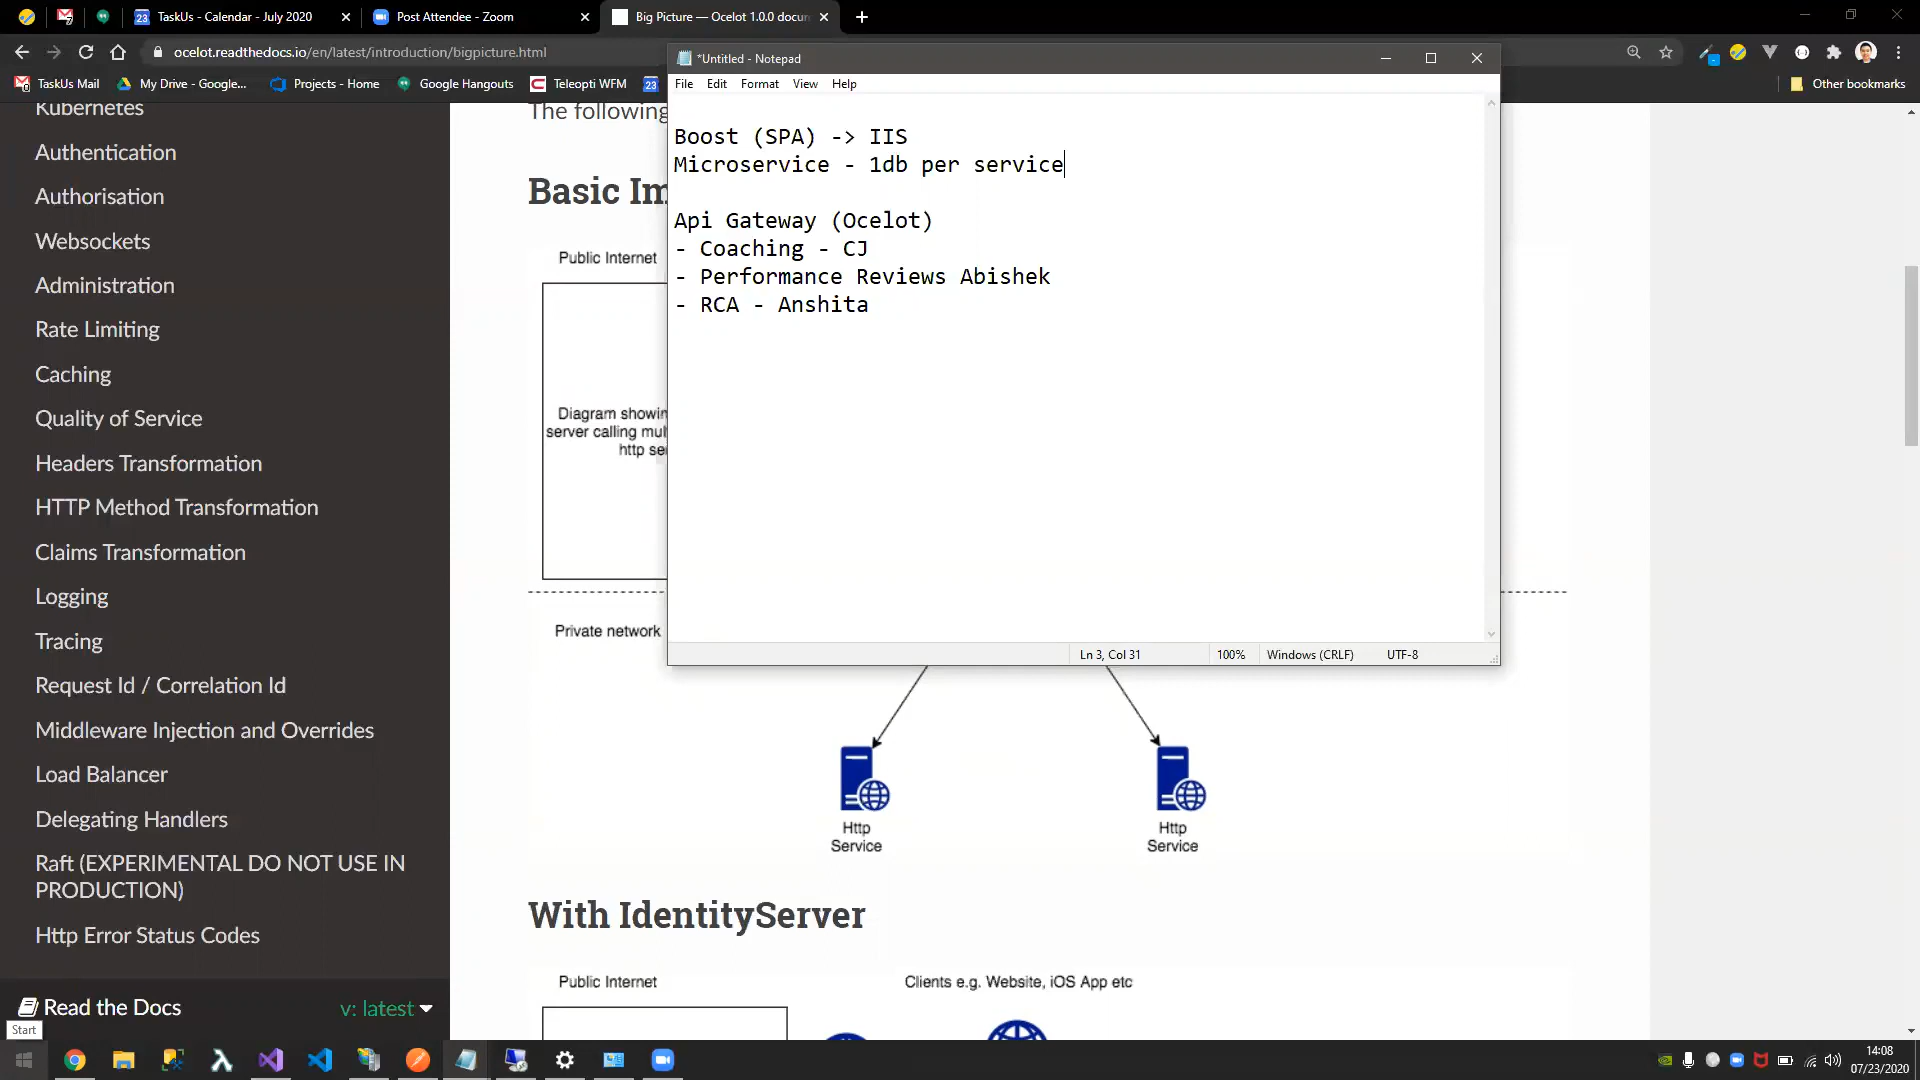 TaskUs - Calendar - July 2020
Post Attendee - Zoom
Big Picture — Ocelot 1.0.0 docu
ocelot.readthedocs.io/en/latest/introduction/bigpicture.html
TaskUs Mail
My Drive - Google...
Projects - Home
Google Hangouts
Teleopti WFM
23
Other bookmarks
*Untitled - Notepad
File Edit Format View Help
Boost (SPA) -> IIS
Microservice - 1db per service
Api Gateway (Ocelot)
- Coaching - CJ
- Performance Reviews Abishek
- RCA - Anshita
Ln 3, Col 31
100%
Windows (CRLF)
UTF-8
Kubernetes
Authentication
Authorisation
Websockets
Administration
Rate Limiting
Caching
Quality of Service
Headers Transformation
HTTP Method Transformation
Claims Transformation
Logging
Tracing
Request Id / Correlation Id
Middleware Injection and Overrides
Load Balancer
Delegating Handlers
Raft (EXPERIMENTAL DO NOT USE IN
PRODUCTION)
Http Error Status Codes
Read the Docs
v: latest
Start
The following
Basic Im
Public Internet
Diagram showin
server calling mul
http se
Private network
Http
Service
Http
Service
With IdentityServer
Public Internet
Clients e.g. Website, iOS App etc
14:08
07/23/2020